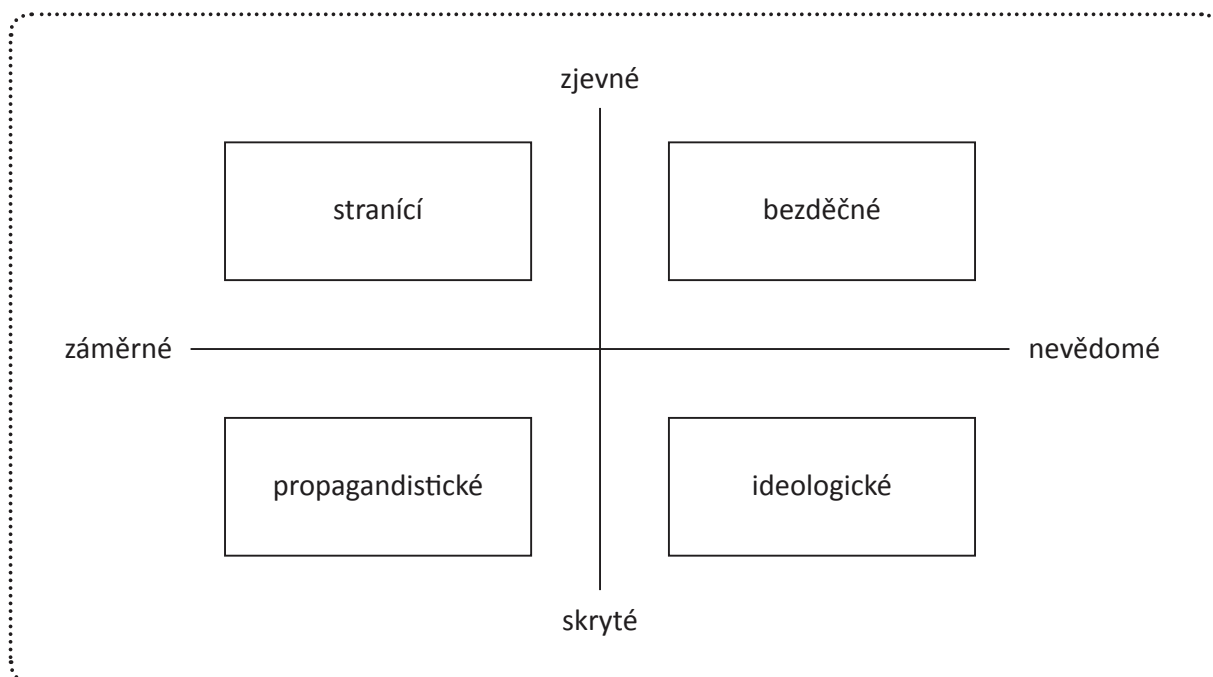 zjevné
stranící
bezděčné
záměrné
nevědomé
propagandistické
ideologické
skryté